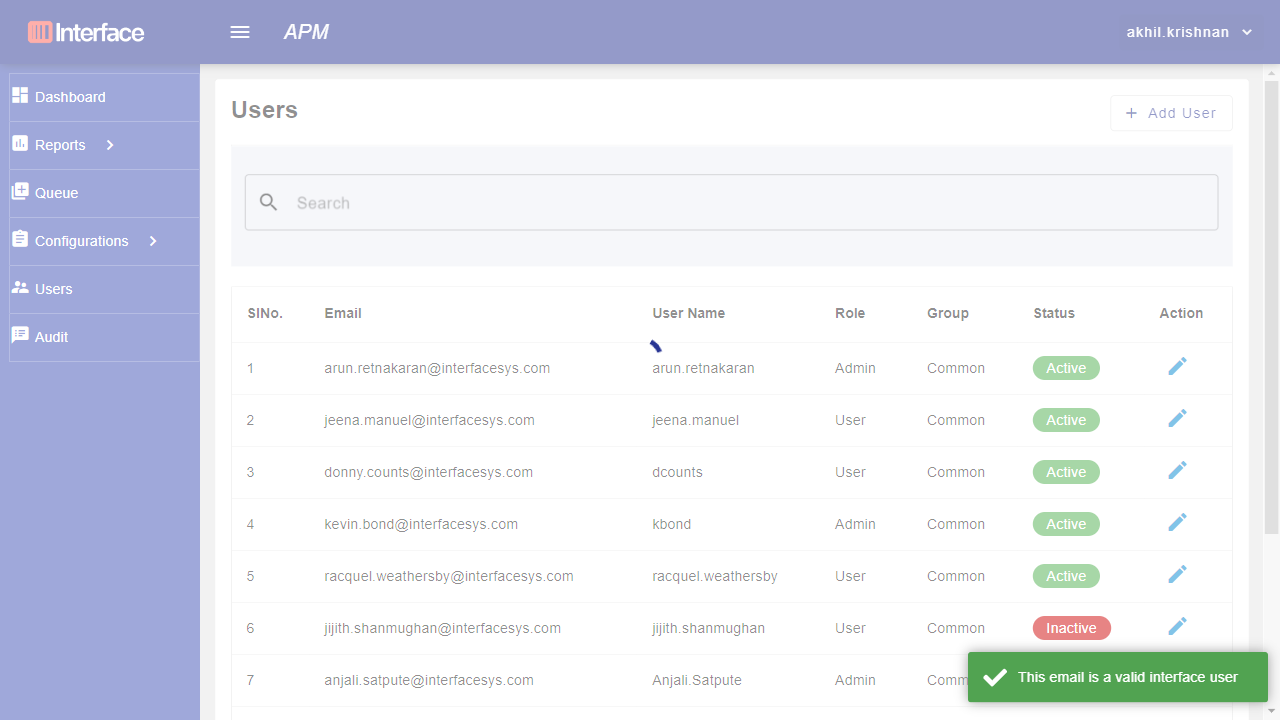 Interface
APM
akhil.krishnan
Dashboard
Reports
Queue
Configurations
Users
Audit
Users
+ Add User
Search
SlNo. Email User Name Role Group Status Action
1 arun.retnakaran@interfacesys.com arun.retnakaran Admin Common Active
2 jeena.manuel@interfacesys.com jeena.manuel User Common Active
3 donny.counts@interfacesys.com dcounts User Common Active
4 kevin.bond@interfacesys.com kbond Admin Common Active
5 racquel.weathersby@interfacesys.com racquel.weathersby User Common Active
6 jijith.shanmughan@interfacesys.com jijith.shanmughan User Common Inactive
7 anjali.satpute@interfacesys.com Anjali.Satpute Admin
This email is a valid interface user